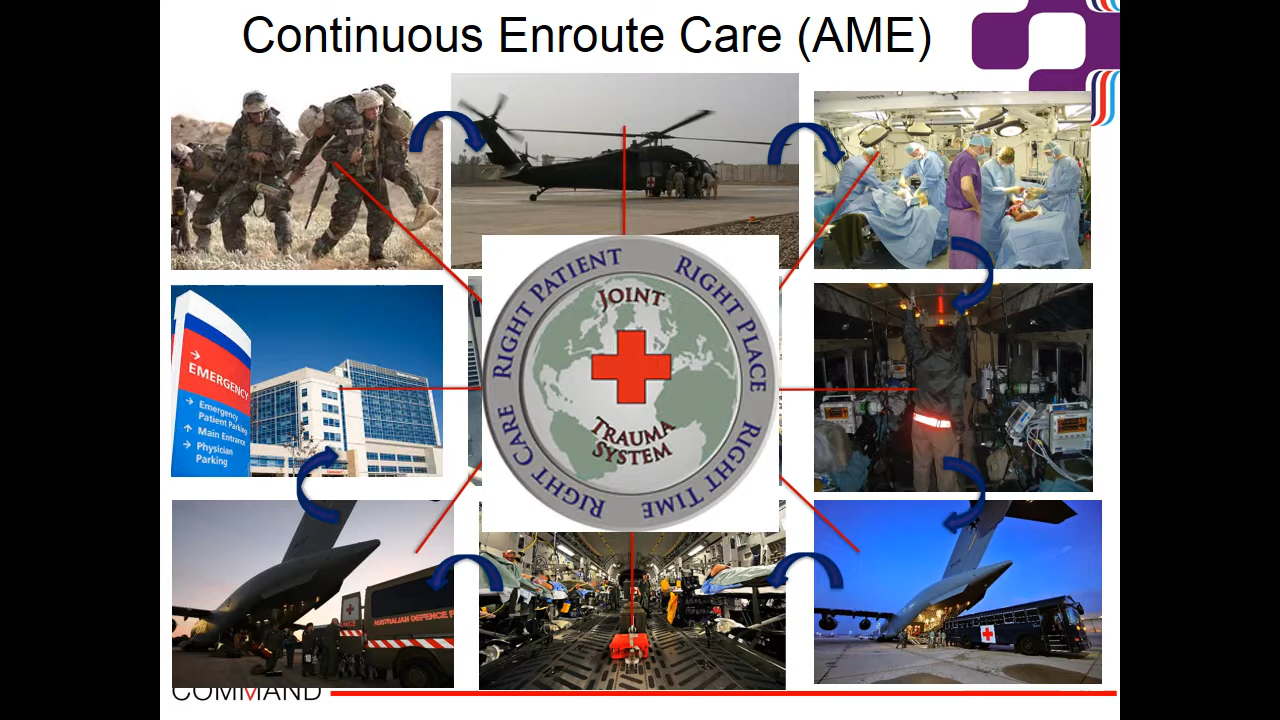 Continuous Enroute Care (AME)
RIGHT PATIENT
RIGHT PLACE
JOINT
TRAUMA
SYSTEM
RIGHT CARE
RIGHT TIME
EMERGENCY
Emergency
Patient Parking
Main Entrance
Physician
Parking
AUSTRALIAN DEFENCE
COMMAND